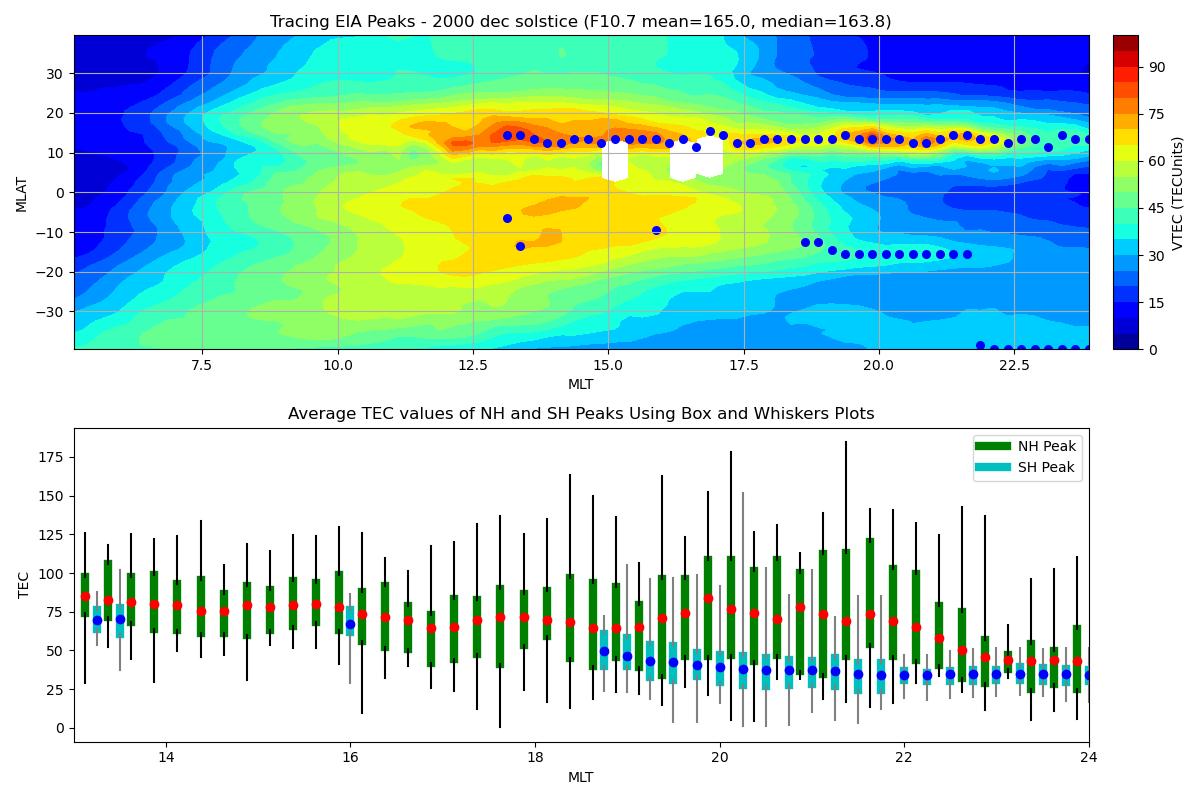 Tracing EIA Peaks - 2000 dec solstice (F10.7 mean=165.0, median=163.8)
30
20
10
0
−10
−20
−30
MLAT
7.5 10.0 12.5 15.0 17.5 20.0 22.5
MLT
90
75
60
45
30
15
0
VTEC (TECUnits)
Average TEC values of NH and SH Peaks Using Box and Whiskers Plots
NH Peak
SH Peak
175
150
125
100
75
50
25
0
TEC
14 16 18 20 22 24
MLT